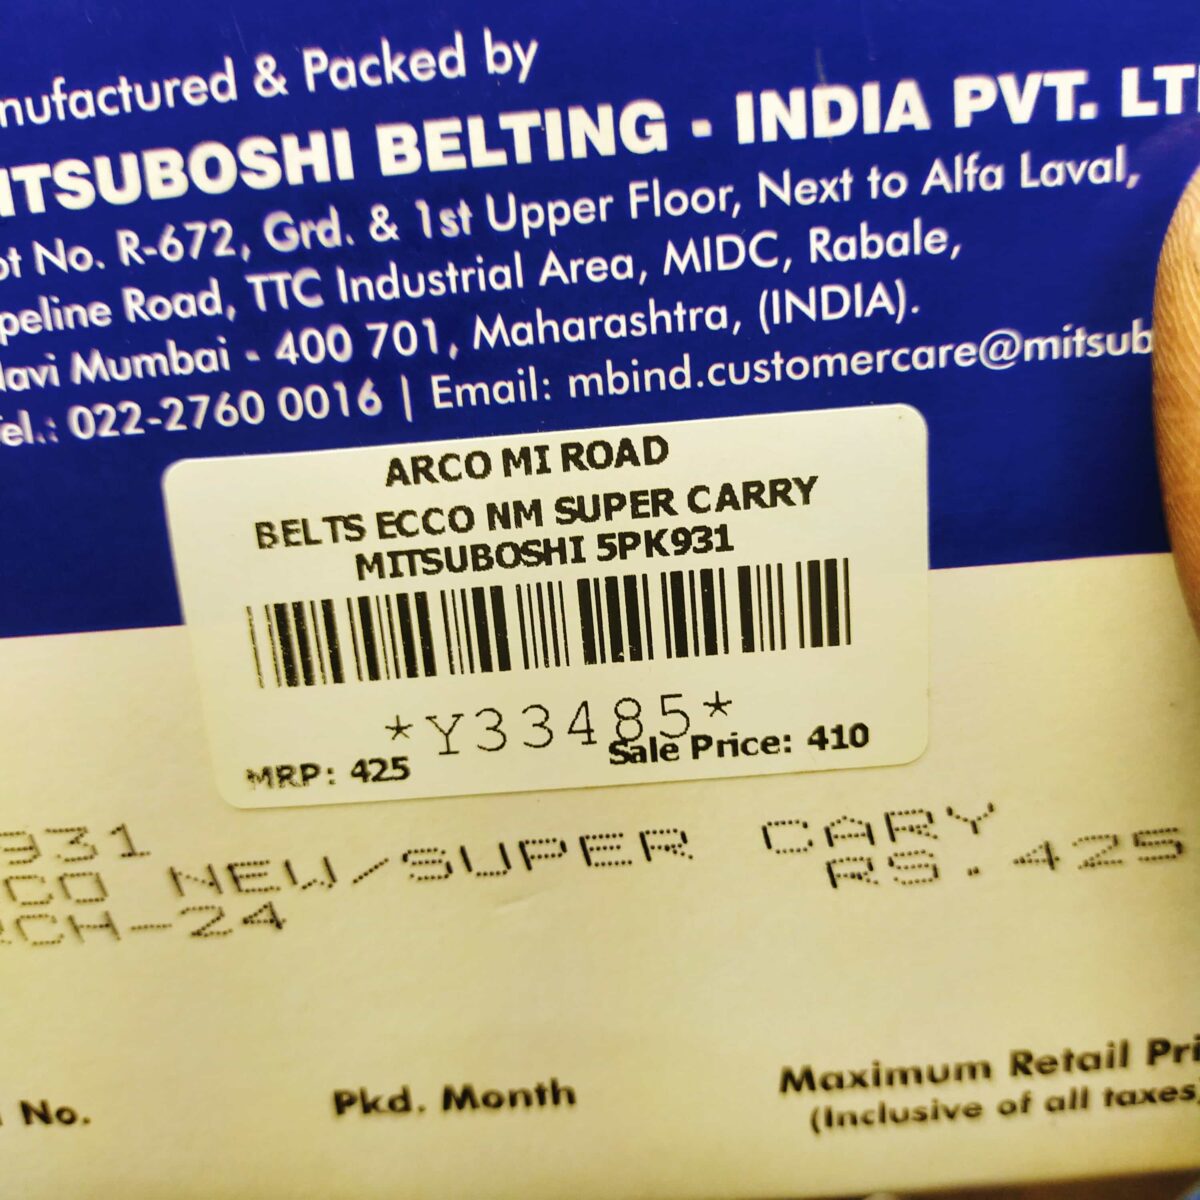 nufactured & Packed by
ITSUBOSHI BELTING - INDIA PVT. LT
ot No. R-672, Grd. & 1st Upper Floor, Next to Alfa Laval,
peline Road, TTC Industrial Area, MIDC, Rabale,
avi Mumbai - 400 701, Maharashtra, (INDIA).
el.: 022-2760 0016 | Email: mbind.customercare@mitsub
ARCO MI ROAD
BELTS ECCO NM SUPER CARRY
MITSUBOSHI 5PK931
*Y33485*
MRP: 425 Sale Price: 410
931
CO NEW/SUPER CARY
RS.425
RCH-24
No.
Pkd. Month
Maximum Retail Pri
(Inclusive of all taxes